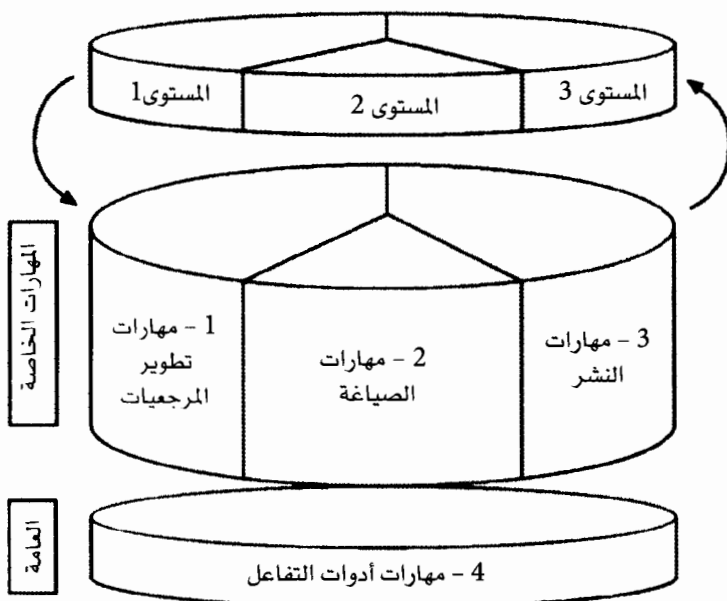 المستوى 3
المستوى 2
المستوى1
المهارات الخاصة
1 – مهارات
تطوير
المرجعيات
2 – مهارات
الصياغة
3 – مهارات
النشر
العامة
4 – مهارات أدوات التفاعل